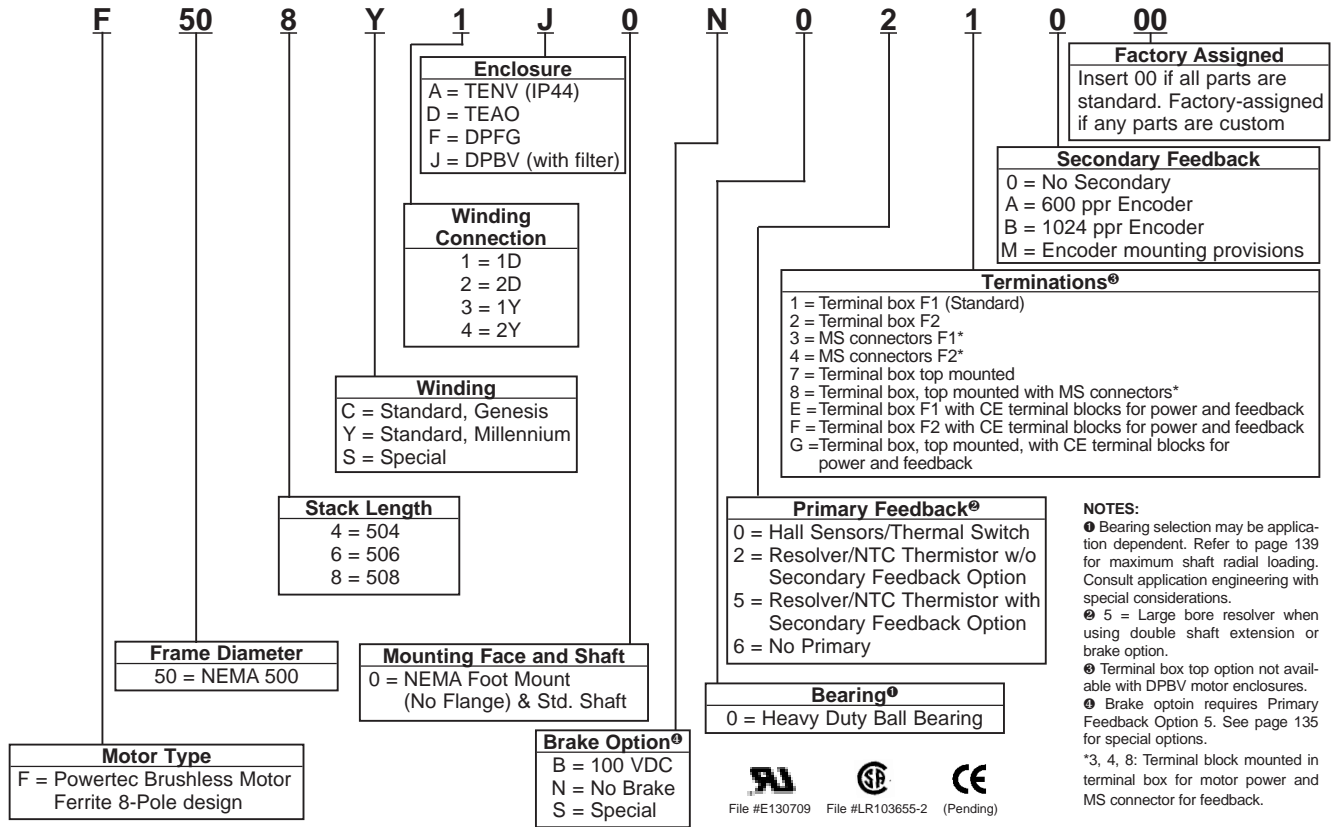 F 50 8 Y 1 J 0 N 0 2 1 0 00
Enclosure
A = TENV (IP44)
D = TEAO
F = DPFG
J = DPBV (with filter)
Factory Assigned
Insert 00 if all parts are
standard. Factory-assigned
if any parts are custom
Secondary Feedback
0 = No Secondary
A = 600 ppr Encoder
B = 1024 ppr Encoder
M = Encoder mounting provisions
Winding
Connection
1 = 1D
2 = 2D
3 = 1Y
4 = 2Y
Terminations❸
1 = Terminal box F1 (Standard)
2 = Terminal box F2
3 = MS connectors F1*
4 = MS connectors F2*
7 = Terminal box top mounted
8 = Terminal box, top mounted with MS connectors*
E = Terminal box F1 with CE terminal blocks for power and feedback
F = Terminal box F2 with CE terminal blocks for power and feedback
G = Terminal box, top mounted, with CE terminal blocks for
power and feedback
Winding
C = Standard, Genesis
Y = Standard, Millennium
S = Special
Stack Length
4 = 504
6 = 506
8 = 508
Primary Feedback❷
0 = Hall Sensors/Thermal Switch
2 = Resolver/NTC Thermistor w/o
Secondary Feedback Option
5 = Resolver/NTC Thermistor with
Secondary Feedback Option
6 = No Primary
NOTES:
❶ Bearing selection may be applica-
tion dependent. Refer to page 139
for maximum shaft radial loading.
Consult application engineering with
special considerations.
❷ 5 = Large bore resolver when
using double shaft extension or
brake option.
❸ Terminal box top option not avail-
able with DPBV motor enclosures.
❹ Brake optoin requires Primary
Feedback Option 5. See page 135
for special options.
*3, 4, 8: Terminal block mounted in
terminal box for motor power and
MS connector for feedback.
Frame Diameter
50 = NEMA 500
Mounting Face and Shaft
0 = NEMA Foot Mount
(No Flange) & Std. Shaft
Bearing❶
0 = Heavy Duty Ball Bearing
Motor Type
F = Powertec Brushless Motor
Ferrite 8-Pole design
Brake Option❹
B = 100 VDC
N = No Brake
S = Special
File #E130709
File #LR103655-2
CE
(Pending)